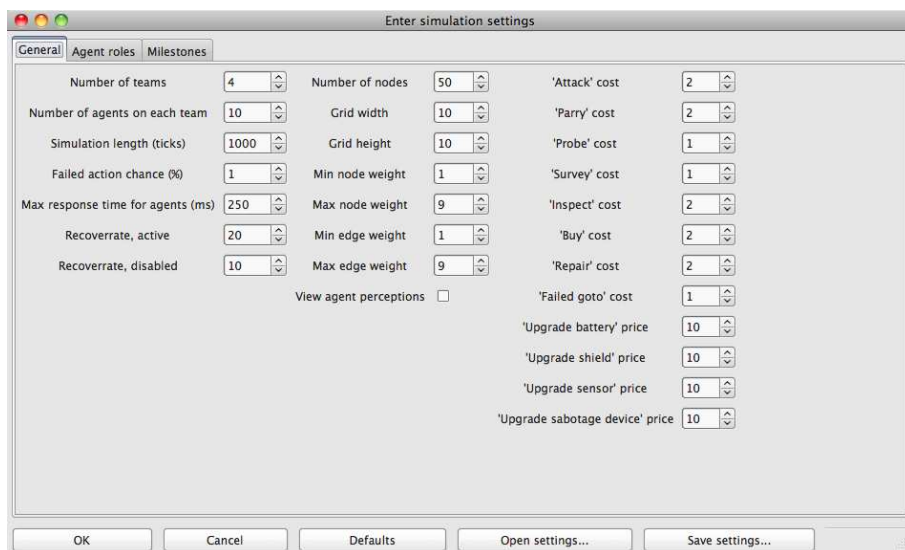 Enter simulation settings
General Agent roles Milestones
Number of teams 4 Number of nodes 50 'Attack' cost 2
Number of agents on each team 10 Grid width 10 'Parry' cost 2
Simulation length (ticks) 1000 Grid height 10 'Probe' cost 1
Failed action chance (%) 1 Min node weight 1 'Survey' cost 1
Max response time for agents (ms) 250 Max node weight 9 'Inspect' cost 2
Recoverrate, active 20 Min edge weight 1 'Buy' cost 2
Recoverrate, disabled 10 Max edge weight 9 'Repair' cost 2
View agent perceptions 'Failed goto' cost 1
'Upgrade battery' price 10
'Upgrade shield' price 10
'Upgrade sensor' price 10
'Upgrade sabotage device' price 10
OK Cancel Defaults Open settings... Save settings...